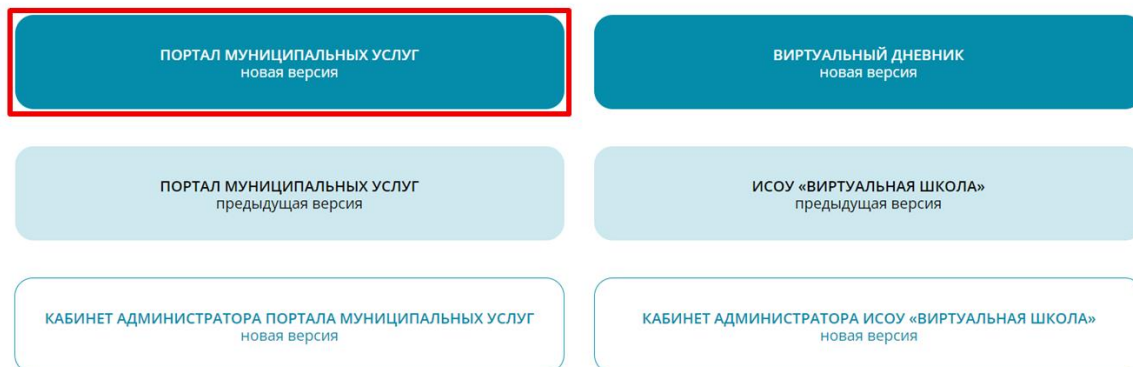 ПОРТАЛ МУНИЦИПАЛЬНЫХ УСЛУГ
новая версия
ВИРТУАЛЬНЫЙ ДНЕВНИК
новая версия
ПОРТАЛ МУНИЦИПАЛЬНЫХ УСЛУГ
предыдущая версия
ИСОУ «ВИРТУАЛЬНАЯ ШКОЛА»
предыдущая версия
КАБИНЕТ АДМИНИСТРАТОРА ПОРТАЛА МУНИЦИПАЛЬНЫХ УСЛУГ
новая версия
КАБИНЕТ АДМИНИСТРАТОРА ИСОУ «ВИРТУАЛЬНАЯ ШКОЛА»
новая версия